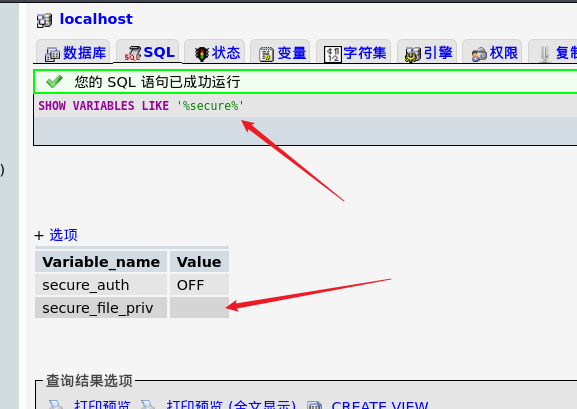 localhost
数据库 SQL 状态 变量 字符集 引擎 权限 复制
您的 SQL 语句已成功运行
SHOW VARIABLES LIKE '%secure%'
)
+ 选项
Variable_name Value
secure_auth OFF
secure_file_priv
查询结果选项
打印预览 打印预览 (全文显示) CREATE VIEW